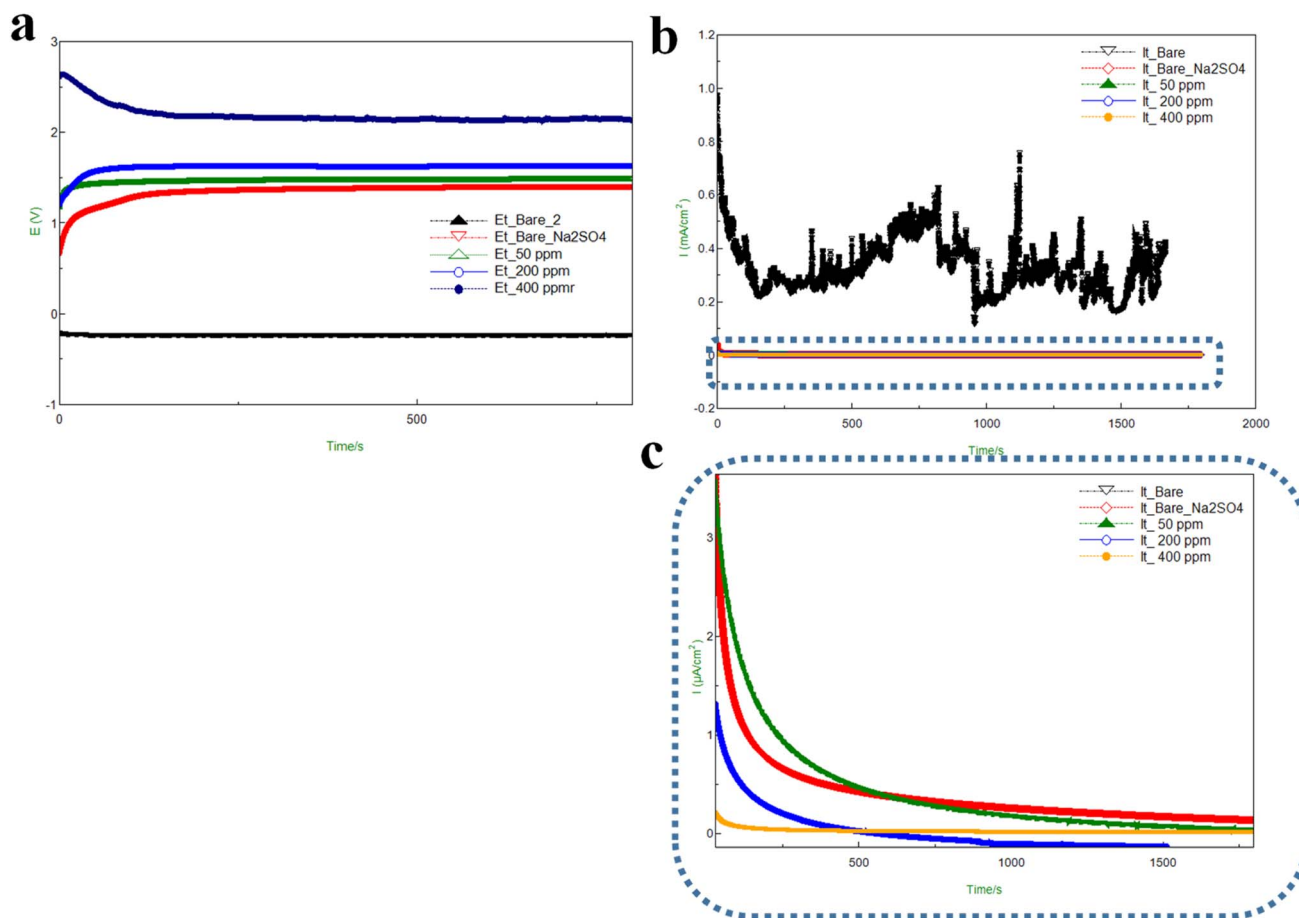 a
3
2
1
0
-1
E (V)
0
500
Time/s
Et_Bare_2
Et_Bare_Na2SO4
Et_50 ppm
Et_200 ppm
Et_400 ppmr
b
1.2
1.0
0.8
0.6
0.4
0.2
0
-0.2
I (mA/cm²)
0
500
1000
1500
2000
Time/s
It_Bare
It_Bare_Na2SO4
It_ 50 ppm
It_ 200 ppm
It_ 400 ppm
c
3
2
1
0
I (µA/cm²)
500
1000
1500
Time/s
It_Bare
It_Bare_Na2SO4
It_ 50 ppm
It_ 200 ppm
It_ 400 ppm